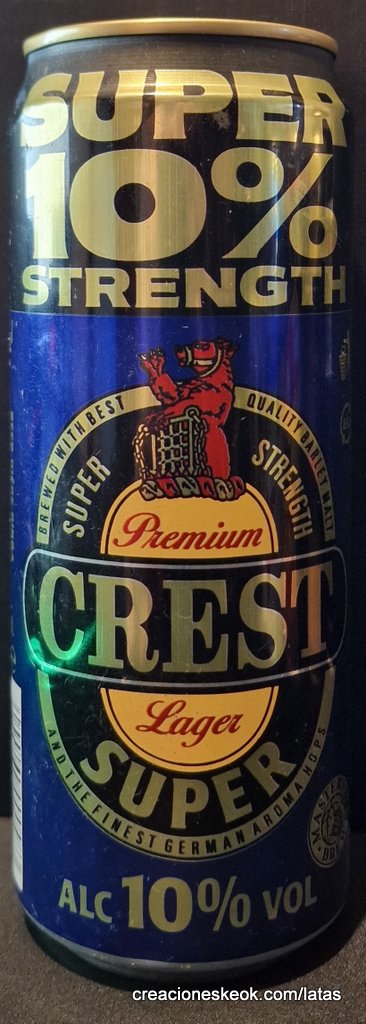 SUPER
10%
STRENGTH
BREWED WITH BEST
QUALITY BARLEY MALT
SUPER
STRENGTH
Premium
CREST
Lager
SUPER
AND THE FINEST GERMAN AROMA HOPS
ALC 10% VOL
creacioneskeok.com/latas